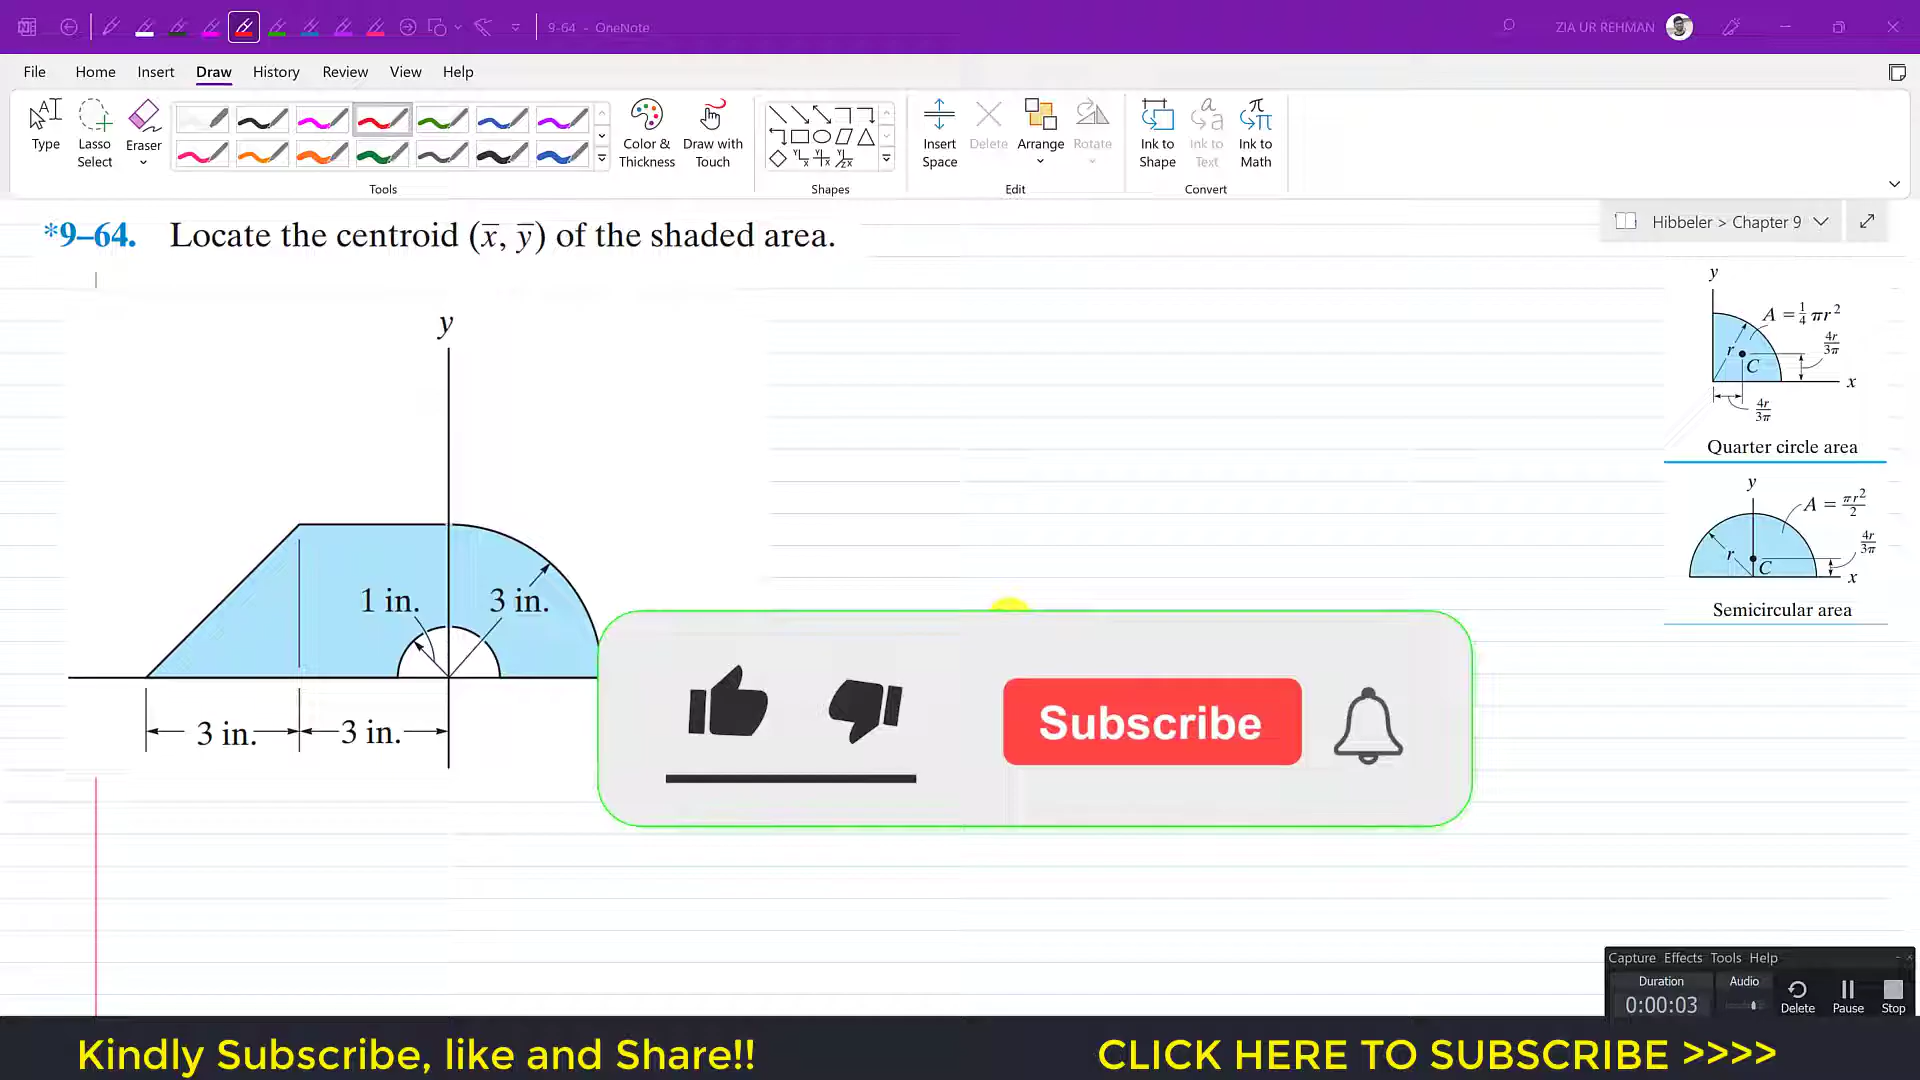 9-64 - OneNote
ZIA UR REHMAN
File Home Insert Draw History Review View Help
Type
Lasso Select
Eraser
Color & Thickness
Draw with Touch
Insert Space
Delete
Arrange
Rotate
Ink to Shape
Ink to Text
Ink to Math
Tools
Shapes
Edit
Convert
Hibbeler > Chapter 9
*9–64. Locate the centroid (x̅, y̅) of the shaded area.
y
1 in.
3 in.
3 in.
3 in.
y
A = 1/4 πr²
4r/3π
r
C
x
4r/3π
Quarter circle area
y
A = πr²/2
4r/3π
r
C
x
Semicircular area
Subscribe
Capture Effects Tools Help
Duration
0:00:03
Audio
Delete
Pause
Stop
Kindly Subscribe, like and Share!!
CLICK HERE TO SUBSCRIBE >>>>